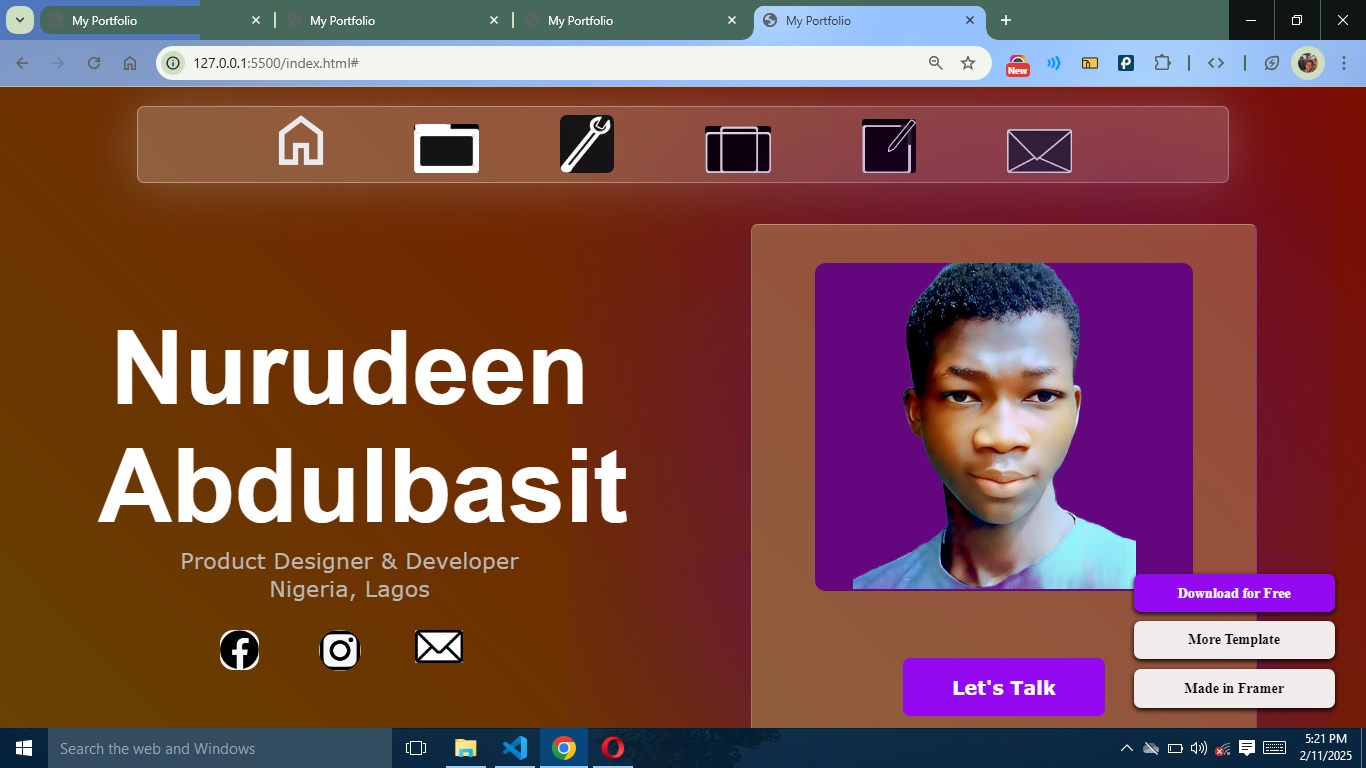 My Portfolio
My Portfolio
My Portfolio
My Portfolio
127.0.0.1:5500/index.html#
New
Nurudeen
Abdulbasit
Product Designer & Developer
Nigeria, Lagos
Let's Talk
Download for Free
More Template
Made in Framer
Search the web and Windows
5:21 PM
2/11/2025